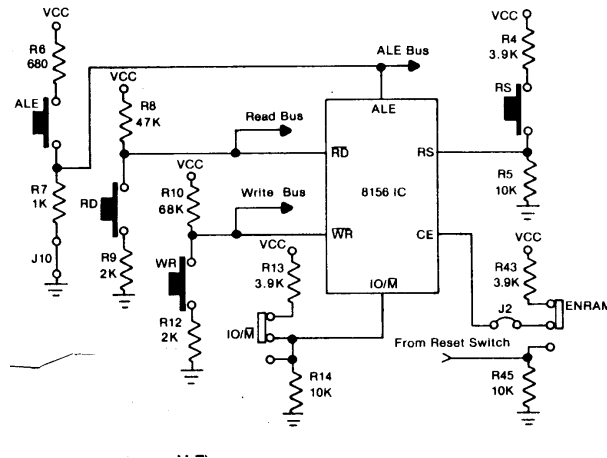 VCC
R6
680
ALE
R7
1K
J10
VCC
R8
47K
RD
R9
2K
VCC
R10
68K
WR
R12
2K
ALE Bus
Read Bus
Write Bus
ALE
R̅D̅
RS
8156 IC
W̅R̅
CE
IO/M̅
VCC
R13
3.9K
IO/M̅
R14
10K
VCC
R4
3.9K
RS
R5
10K
VCC
R43
3.9K
J2
ENRAM
From Reset Switch
R45
10K